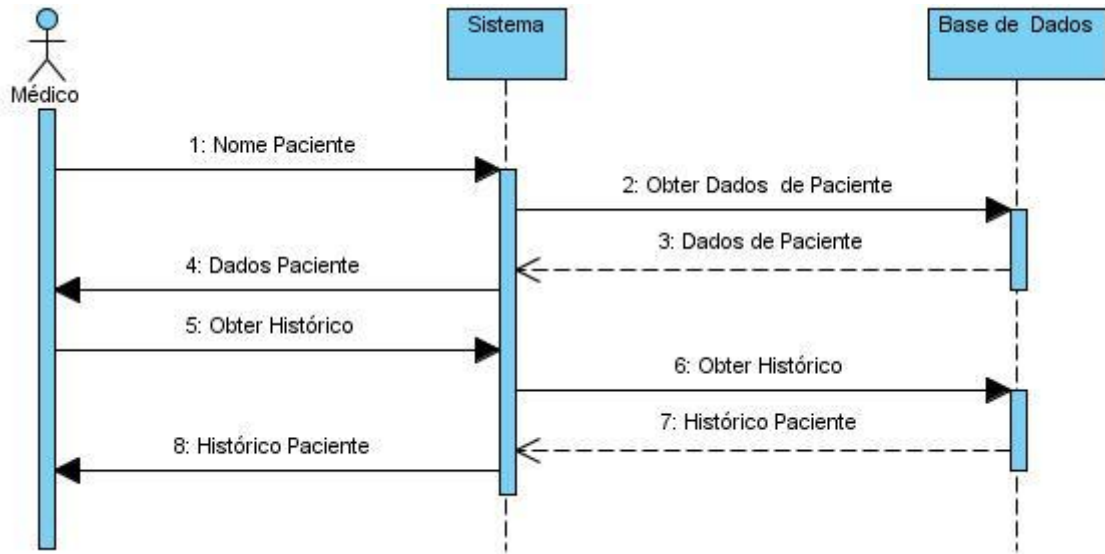 Sistema
Base de Dados
Médico
1: Nome Paciente
2: Obter Dados de Paciente
3: Dados de Paciente
4: Dados Paciente
5: Obter Histórico
6: Obter Histórico
7: Histórico Paciente
8: Histórico Paciente